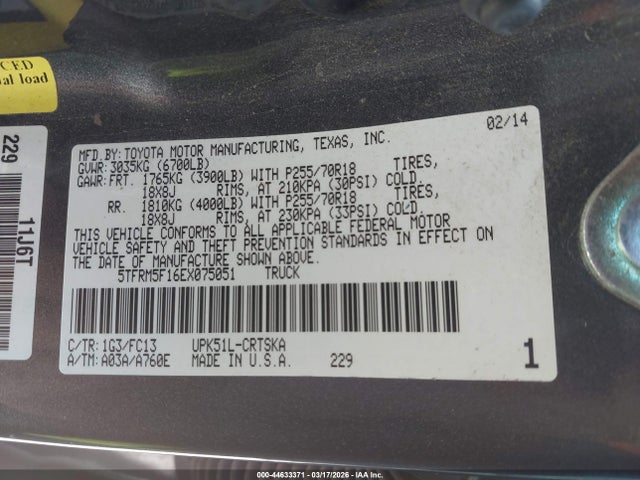 CED
al load
229
11J6T
02/14
MFD.BY:TOYOTA MOTOR MANUFACTURING, TEXAS, INC.
GVWR: 3035KG (6700LB)
GAWR: FRT. 1765KG (3900LB) WITH P255/70R18 TIRES,
18X8J RIMS, AT 210KPA (30PSI) COLD
RR. 1810KG (4000LB) WITH P255/70R18 TIRES,
18X8J RIMS, AT 230KPA (33PSI) COLD
THIS VEHICLE CONFORMS TO ALL APPLICABLE FEDERAL MOTOR
VEHICLE SAFETY AND THEFT PREVENTION STANDARDS IN EFFECT ON
THE DATE OF MANUFACTURE SHOWN ABOVE.
5TFRM5F16EX075051 TRUCK
C/TR: 1G3/FC13 UPK51L-CRTSKA
A/TM: A03A/A760E MADE IN U.S.A. 229
1
000-44633371 | 03/17/2026 | IAA Inc.